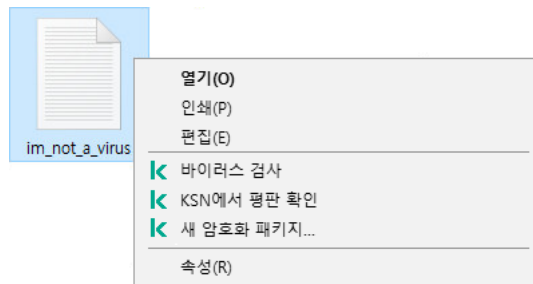 im_not_a_virus
열기(O)
인쇄(P)
편집(E)
바이러스 검사
KSN에서 평판 확인
새 암호화 패키지...
속성(R)